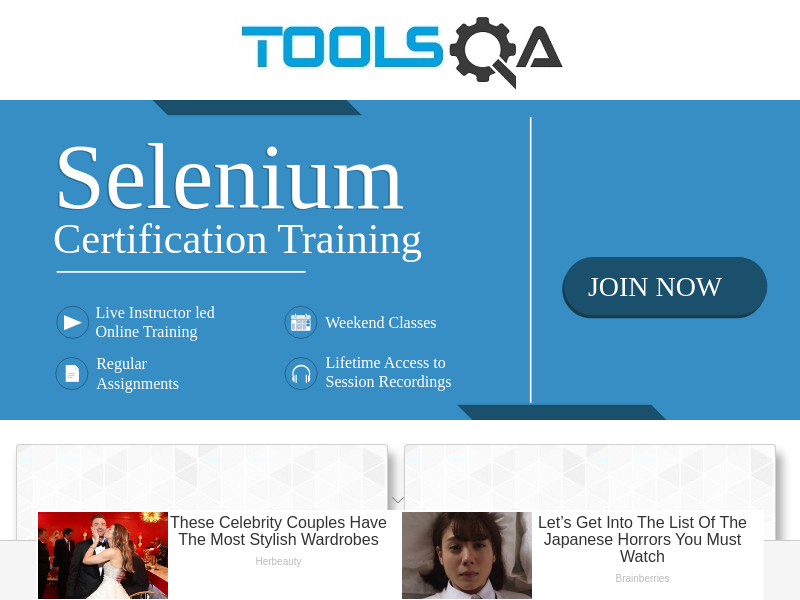 TOOLSQA
Selenium
Certification Training
JOIN NOW
Live Instructor led
Online Training
Weekend Classes
Regular
Assignments
Lifetime Access to
Session Recordings
These Celebrity Couples Have
The Most Stylish Wardrobes
Herbeauty
Let’s Get Into The List Of The
Japanese Horrors You Must
Watch
Brainberries